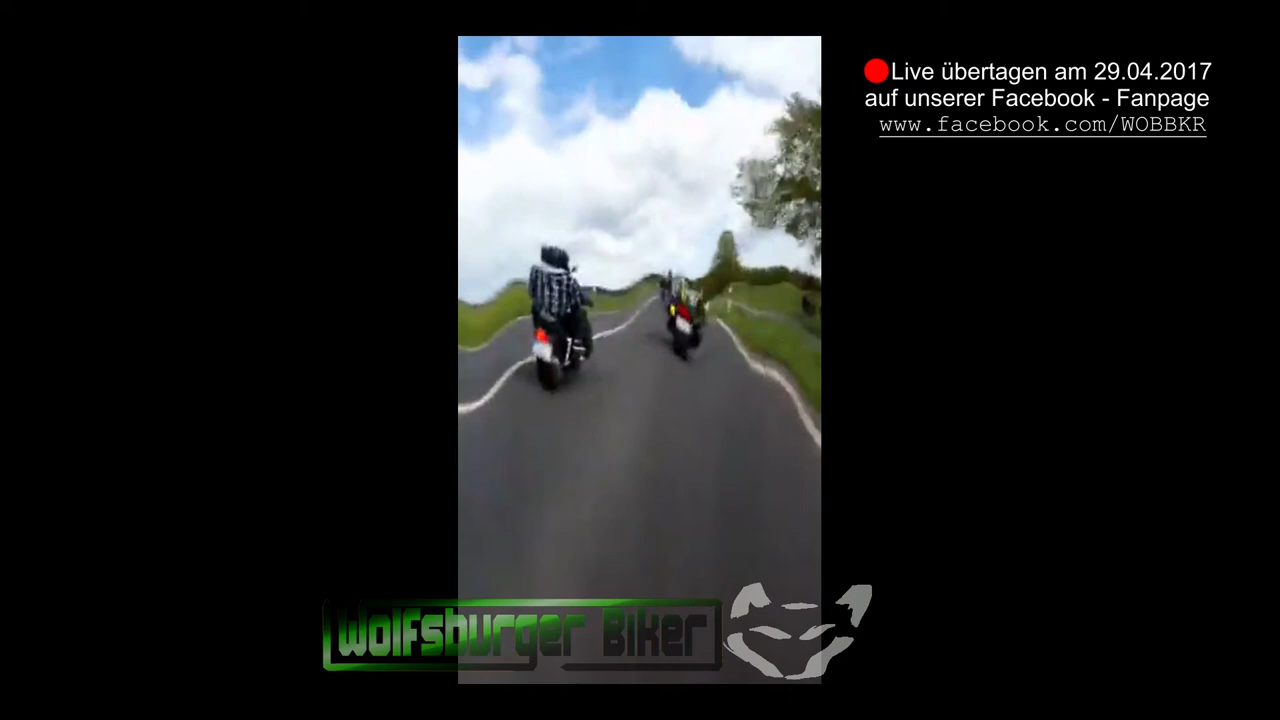 Live übertagen am 29.04.2017
auf unserer Facebook - Fanpage
www.facebook.com/WOBBKR
Wolfsburger Biker